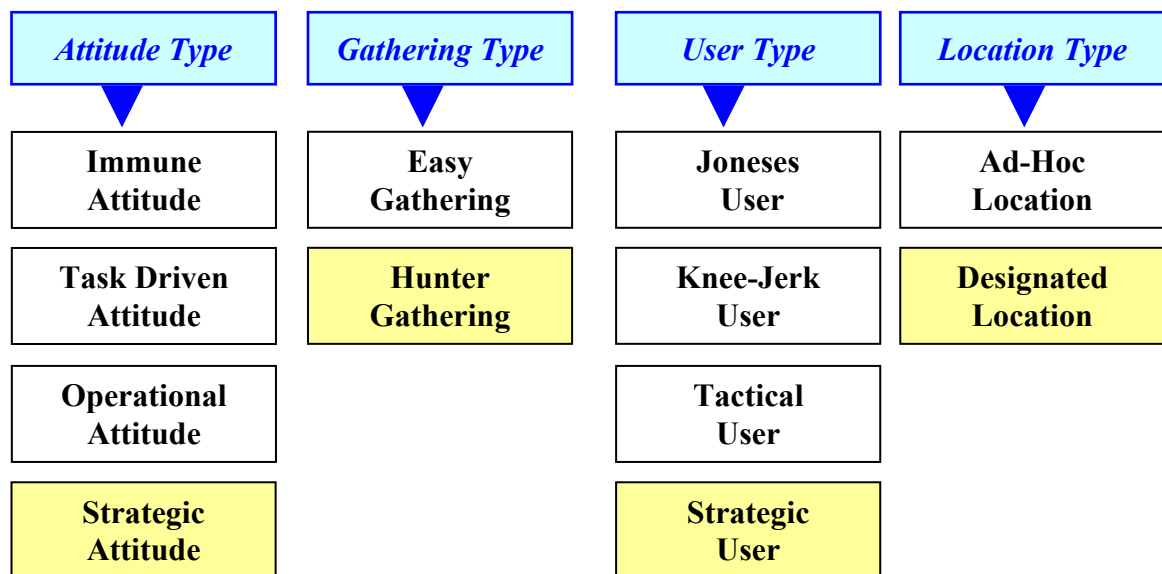 Attitude Type
Gathering Type
User Type
Location Type
Immune
Attitude
Easy
Gathering
Joneses
User
Ad-Hoc
Location
Task Driven
Attitude
Hunter
Gathering
Knee-Jerk
User
Designated
Location
Operational
Attitude
Tactical
User
Strategic
Attitude
Strategic
User